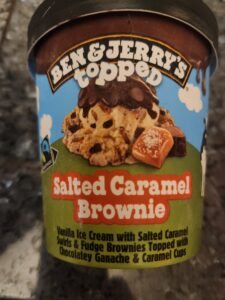 BEN & JERRY'S
topped
Salted Caramel
Brownie
Vanilla Ice Cream with Salted Caramel
Swirls & Fudge Brownies Topped with
Chocolatey Ganache & Caramel Cups